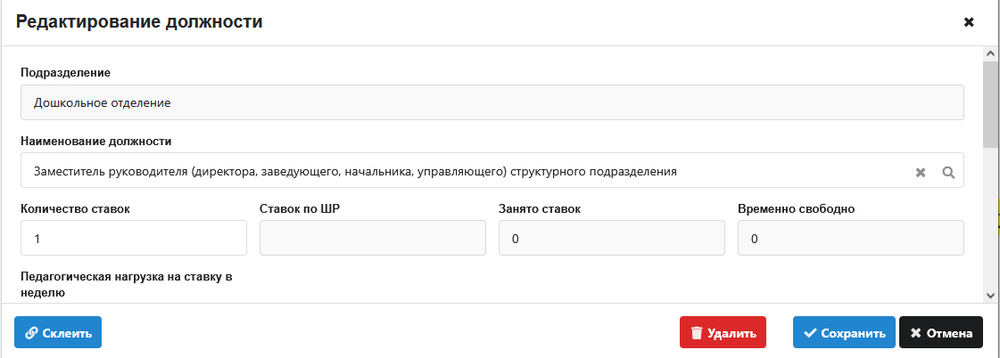 Редактирование должности
Подразделение
Дошкольное отделение
Наименование должности
Заместитель руководителя (директора, заведующего, начальника, управляющего) структурного подразделения
Количество ставок
Ставок по ШР
Занято ставок
Временно свободно
1
0
0
Педагогическая нагрузка на ставку в
неделю
Склеить
Удалить
Сохранить
Отмена